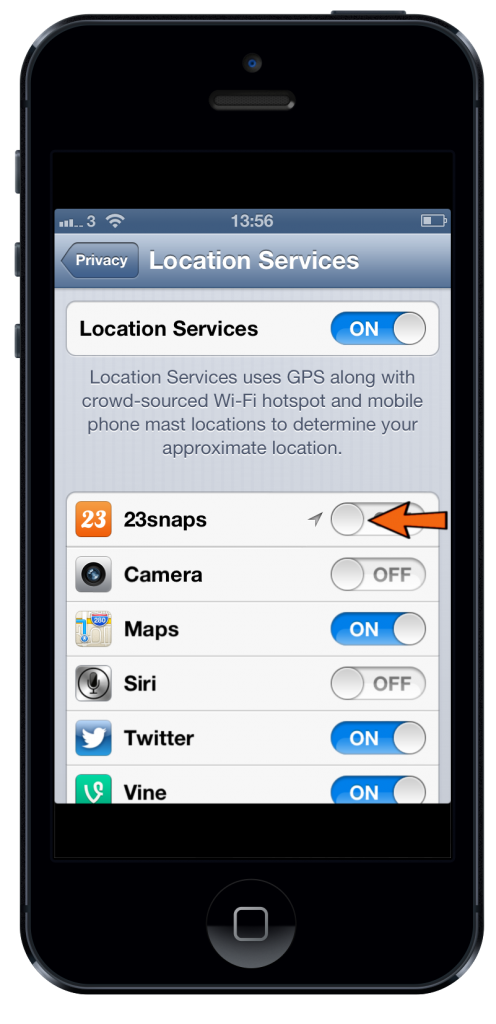 3 13:56
Privacy Location Services
Location Services ON
Location Services uses GPS along with
crowd-sourced Wi-Fi hotspot and mobile
phone mast locations to determine your
approximate location.
23 23snaps
Camera OFF
280 Maps ON
Siri OFF
Twitter ON
Vine ON